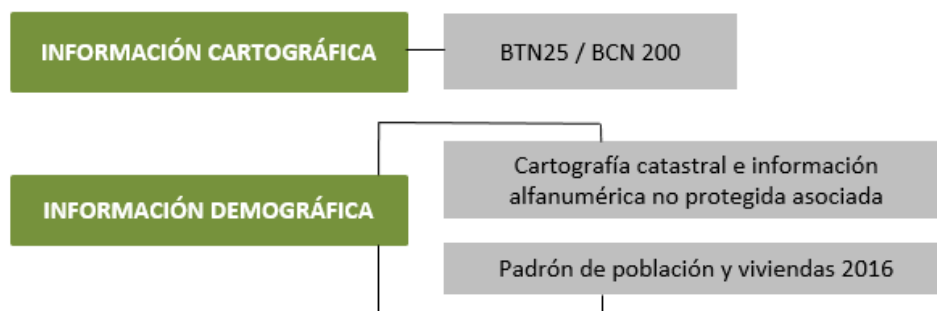 INFORMACIÓN CARTOGRÁFICA
BTN25 / BCN 200
INFORMACIÓN DEMOGRÁFICA
Cartografía catastral e información
alfanumérica no protegida asociada
Padrón de población y viviendas 2016